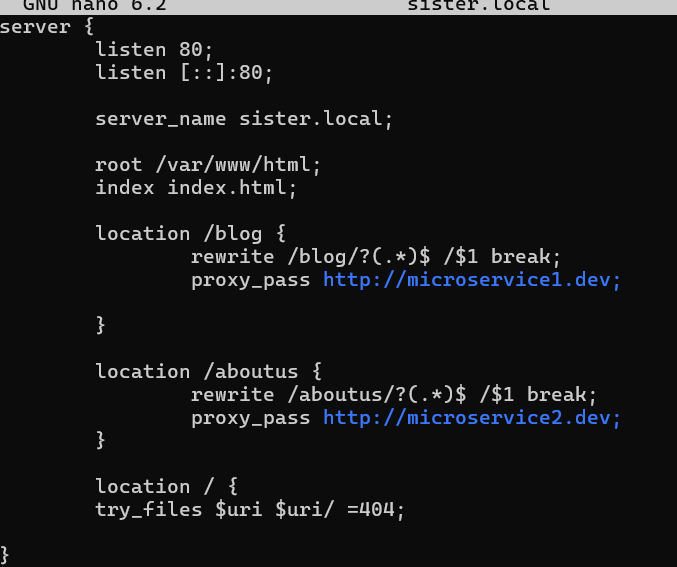 GNU nano 6.2 sister.local
server {
listen 80;
listen [::]:80;
server_name sister.local;
root /var/www/html;
index index.html;
location /blog {
rewrite /blog/?(.*)$ /$1 break;
proxy_pass http://microservice1.dev;
}
location /aboutus {
rewrite /aboutus/?(.*)$ /$1 break;
proxy_pass http://microservice2.dev;
}
location / {
try_files $uri $uri/ =404;
}